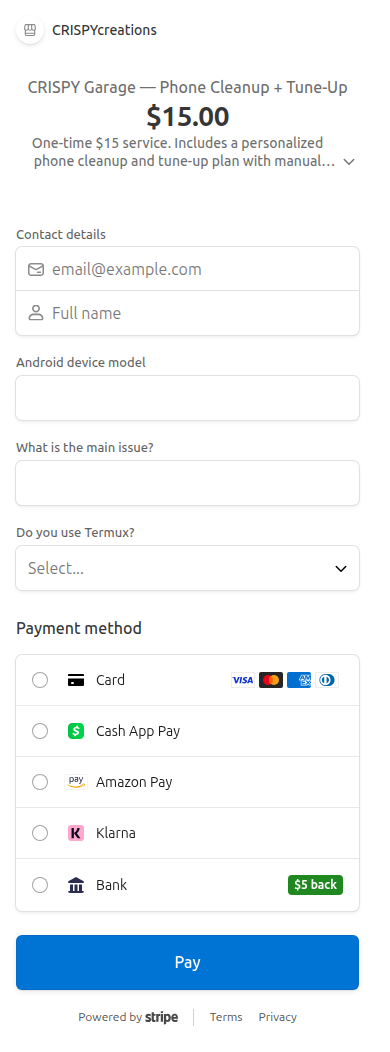 CRISPYcreations
CRISPY Garage — Phone Cleanup + Tune-Up
$15.00
One-time $15 service. Includes a personalized
phone cleanup and tune-up plan with manual…
Contact details
email@example.com
Full name
Android device model
What is the main issue?
Do you use Termux?
Select...
Payment method
Card VISA
Cash App Pay
pay Amazon Pay
K Klarna
Bank $5 back
Pay
Powered by stripe Terms Privacy